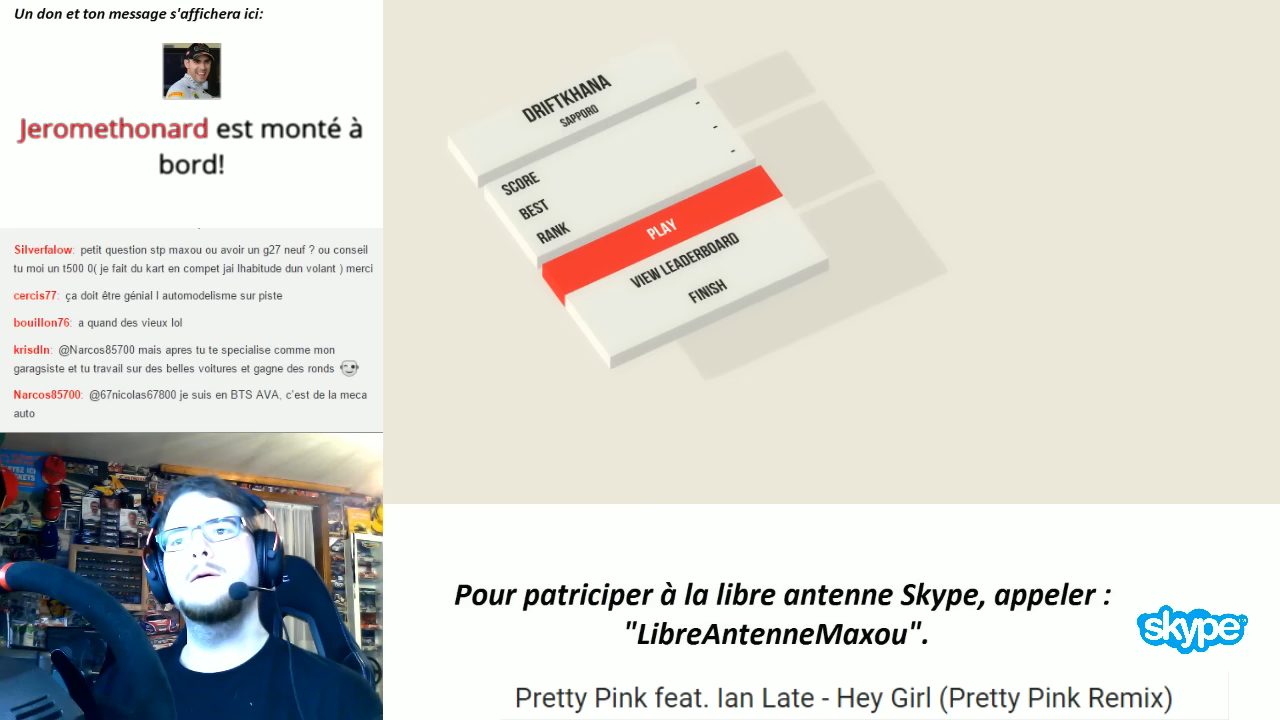 Un don et ton message s'affichera ici:
Jeromethonard est monté à
bord!
Silverfalow: petit question stp maxou ou avoir un g27 neuf ? ou conseil
tu moi un t500 0( je fait du kart en compet jai lhabitude dun volant ) merci
cercis77: ça doit être génial l automodelisme sur piste
bouillon76: a quand des vieux lol
krisdln: @Narcos85700 mais apres tu te specialise comme mon
garagsiste et tu travail sur des belles voitures et gagne des ronds
Narcos85700: @67nicolas67800 je suis en BTS AVA, c'est de la meca
auto
DRIFTKHANA
SAPPORO
SCORE -
BEST -
RANK -
PLAY
VIEW LEADERBOARD
FINISH
Pour patriciper à la libre antenne Skype, appeler :
"LibreAntenneMaxou".
skype
Pretty Pink feat. Ian Late - Hey Girl (Pretty Pink Remix)